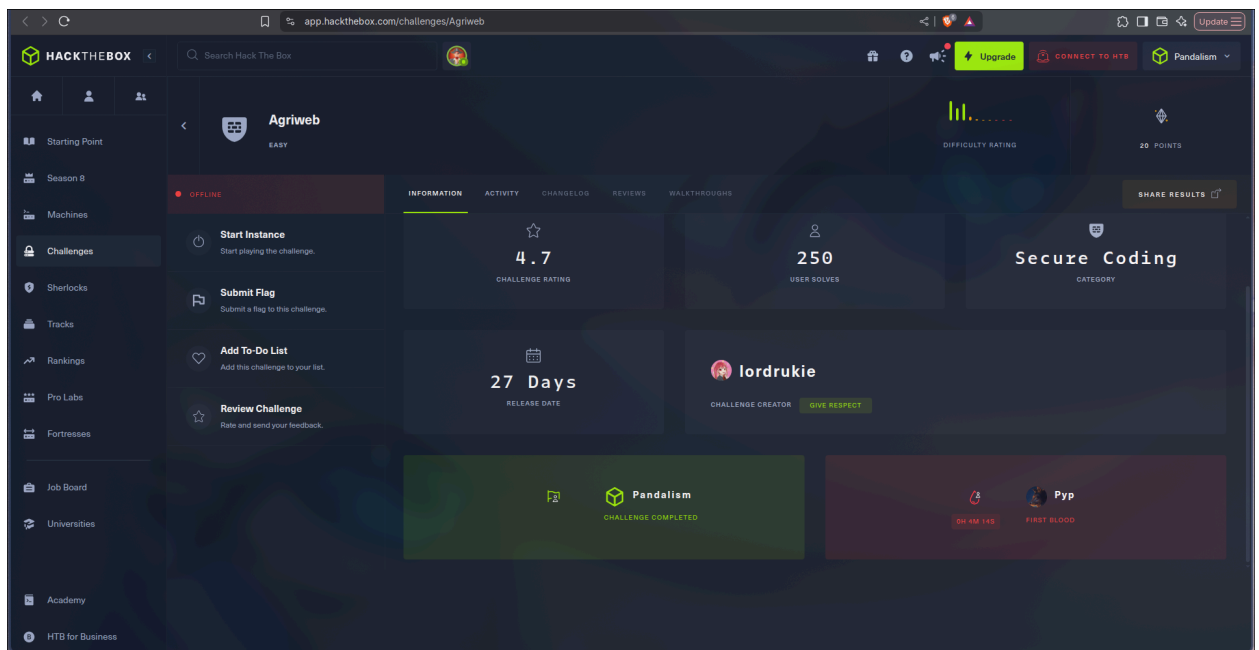 app.hackthebox.com/challenges/Agriweb
Update
HACKTHEBOX
Search Hack The Box
Upgrade
CONNECT TO HTB
Pandalism
Starting Point
Season 8
Machines
Challenges
Sherlocks
Tracks
Rankings
Pro Labs
Fortresses
Job Board
Universities
Academy
HTB for Business
Agriweb
EASY
DIFFICULTY RATING
20 POINTS
OFFLINE
INFORMATION
ACTIVITY
CHANGELOG
REVIEWS
WALKTHROUGHS
SHARE RESULTS
Start Instance
Start playing the challenge.
Submit Flag
Submit a flag to this challenge.
Add To-Do List
Add this challenge to your list.
Review Challenge
Rate and send your feedback.
4.7
CHALLENGE RATING
250
USER SOLVES
Secure Coding
CATEGORY
27 Days
RELEASE DATE
lordrukie
CHALLENGE CREATOR
GIVE RESPECT
Pandalism
CHALLENGE COMPLETED
0H 4M 14S
Pyp
FIRST BLOOD